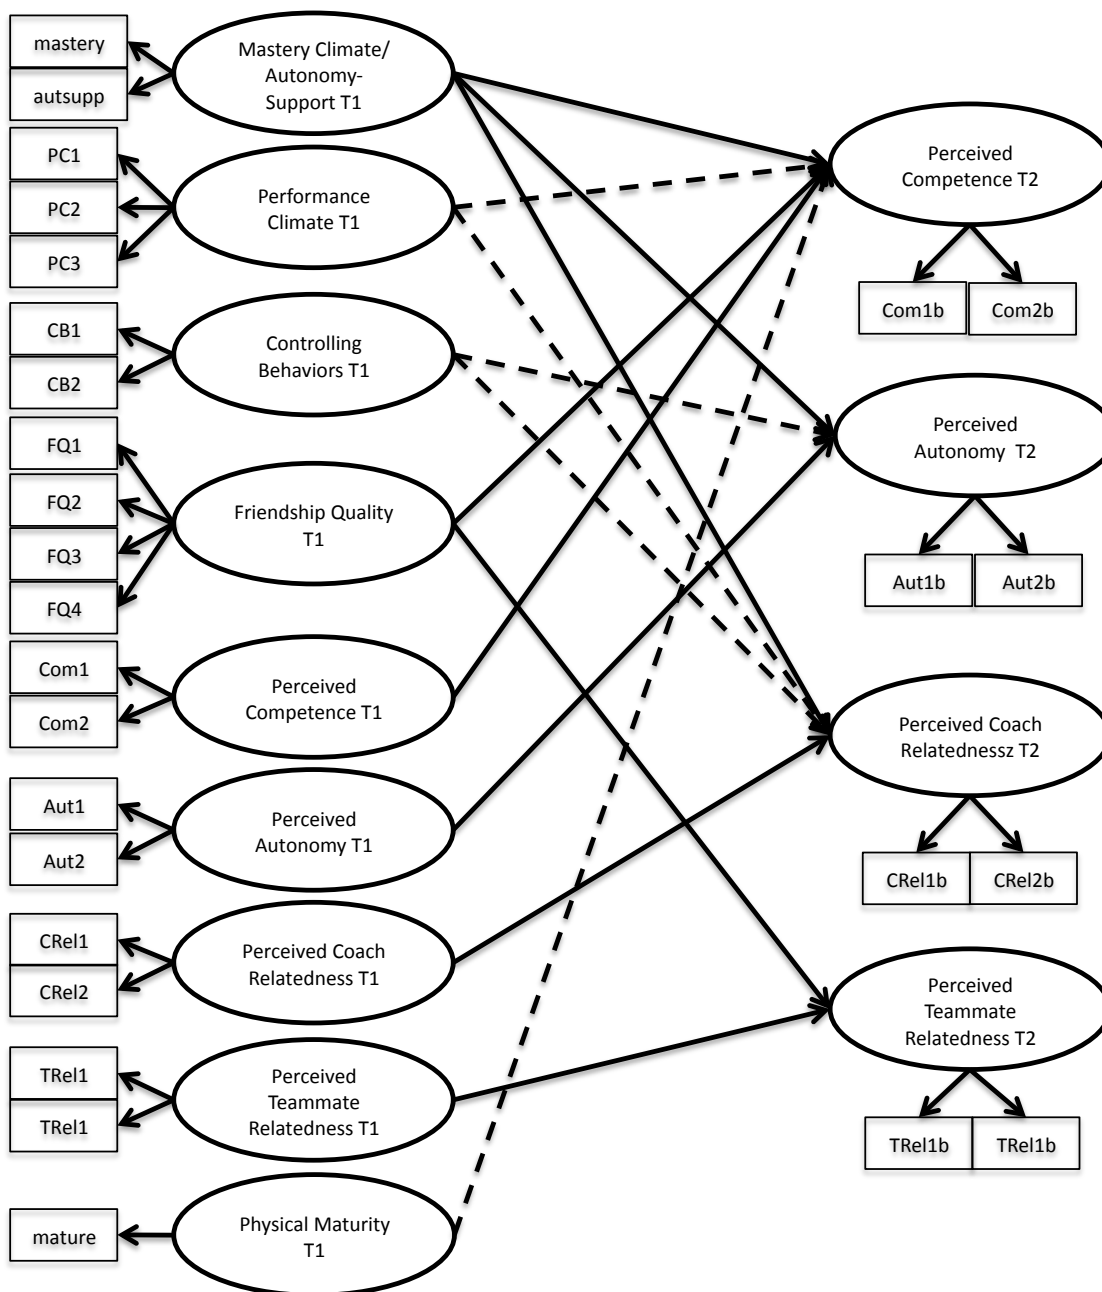 mastery
autsupp
Mastery Climate/
Autonomy-
Support T1
PC1
PC2
PC3
Performance
Climate T1
CB1
CB2
Controlling
Behaviors T1
FQ1
FQ2
FQ3
FQ4
Friendship Quality
T1
Com1
Com2
Perceived
Competence T1
Aut1
Aut2
Perceived
Autonomy T1
CRel1
CRel2
Perceived Coach
Relatedness T1
TRel1
TRel1
Perceived
Teammate
Relatedness T1
mature
Physical Maturity
T1
Perceived
Competence T2
Com1b
Com2b
Perceived
Autonomy T2
Aut1b
Aut2b
Perceived Coach
Relatednessz T2
CRel1b
CRel2b
Perceived
Teammate
Relatedness T2
TRel1b
TRel1b